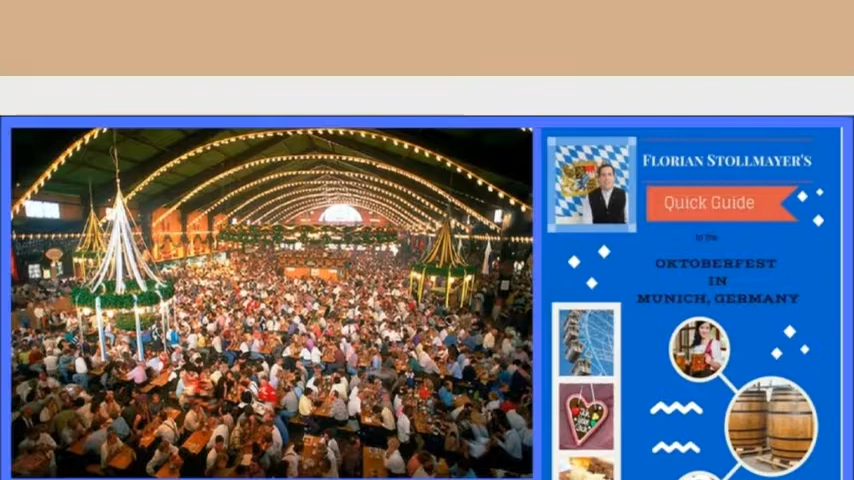 FLORIAN STOLLMAYER'S
Quick Guide
to the
OKTOBERFEST
IN
MUNICH, GERMANY